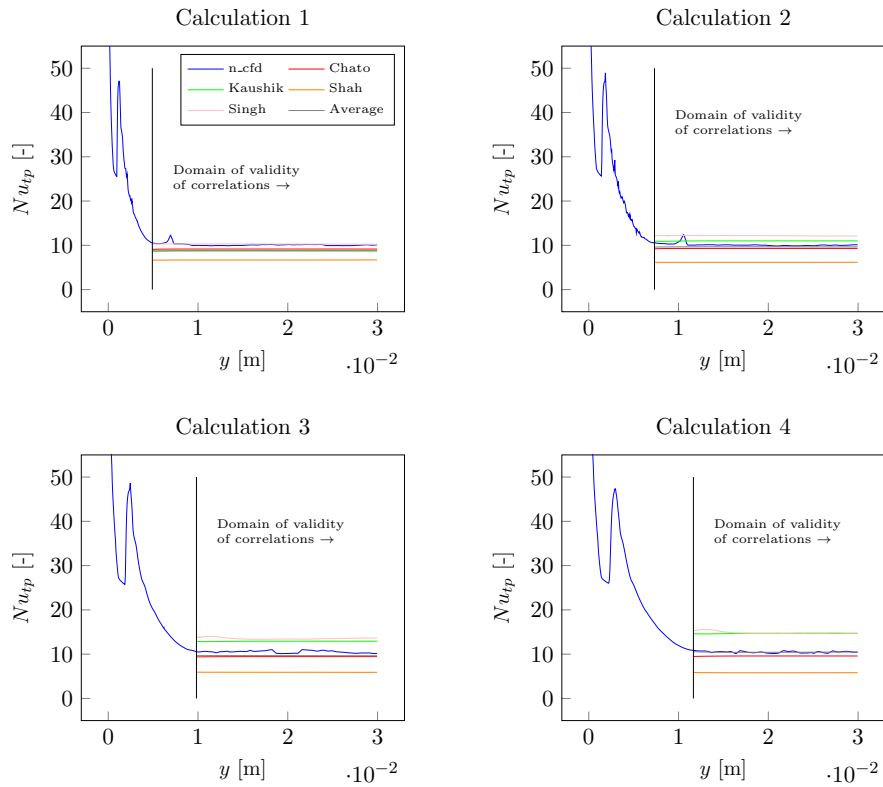 Calculation 1
50
40
30
20
10
0
Nu_tp [-]
n_cfd
Chato
Kaushik
Shah
Singh
Average
Domain of validity
of correlations →
0
1
2
3
y [m]
·10^−2
Calculation 2
50
40
30
20
10
0
Nu_tp [-]
Domain of validity
of correlations →
0
1
2
3
y [m]
·10^−2
Calculation 3
50
40
30
20
10
0
Nu_tp [-]
Domain of validity
of correlations →
0
1
2
3
y [m]
·10^−2
Calculation 4
50
40
30
20
10
0
Nu_tp [-]
Domain of validity
of correlations →
0
1
2
3
y [m]
·10^−2